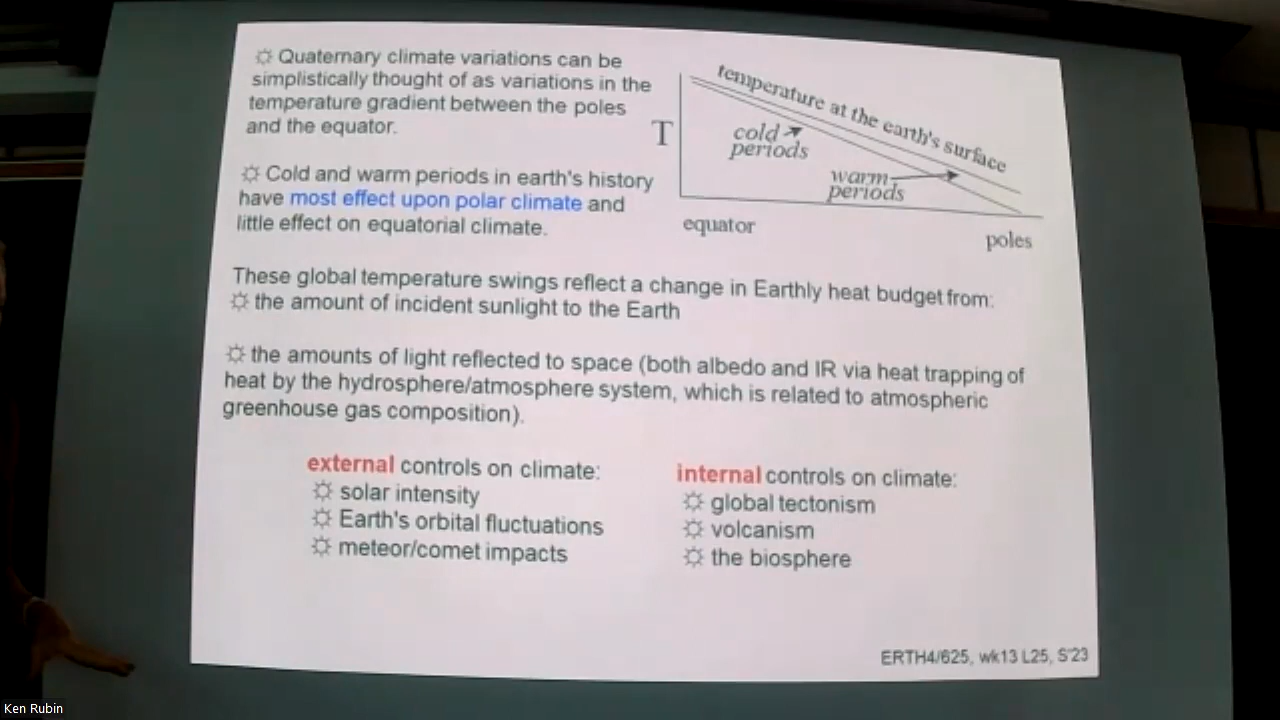 Quaternary climate variations can be
simplistically thought of as variations in the
temperature gradient between the poles
and the equator.
Cold and warm periods in earth's history
have most effect upon polar climate and
little effect on equatorial climate.
temperature at the earth's surface
T
cold
periods
warm
periods
equator
poles
These global temperature swings reflect a change in Earthly heat budget from:
the amount of incident sunlight to the Earth
the amounts of light reflected to space (both albedo and IR via heat trapping of
heat by the hydrosphere/atmosphere system, which is related to atmospheric
greenhouse gas composition).
external controls on climate:
solar intensity
Earth's orbital fluctuations
meteor/comet impacts
internal controls on climate:
global tectonism
volcanism
the biosphere
ERTH4/625, wk13 L25, S'23
Ken Rubin